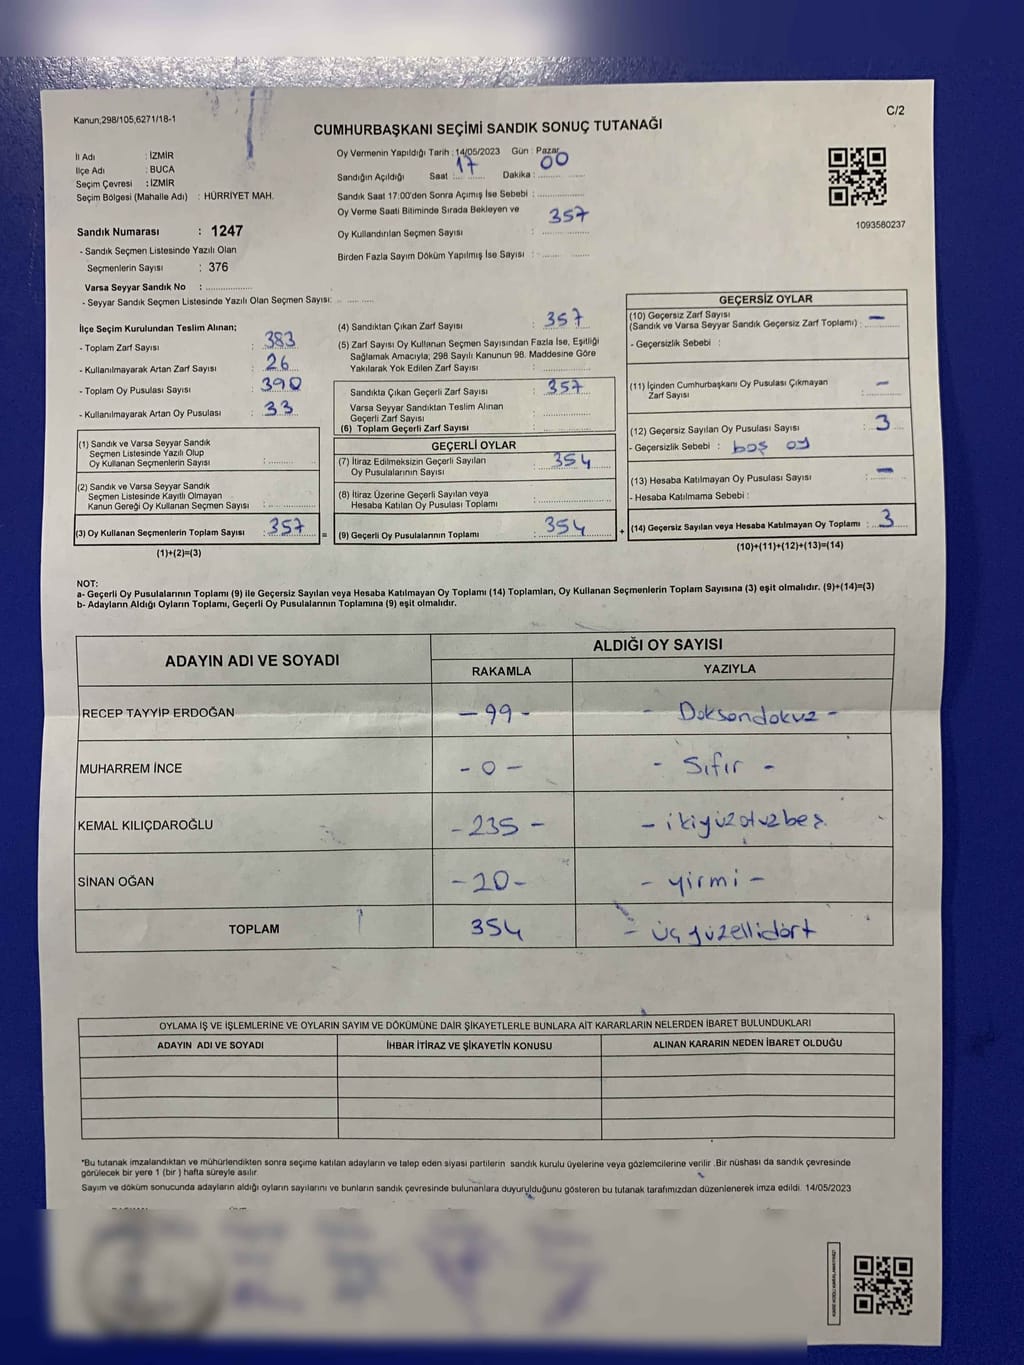 Kanun,298/105,6271/18-1
C/2
CUMHURBAŞKANI SEÇİMİ SANDIK SONUÇ TUTANAĞI
İl Adı : İZMİR
İlçe Adı : BUCA
Seçim Çevresi : İZMİR
Seçim Bölgesi (Mahalle Adı) : HÜRRİYET MAH.
Oy Vermenin Yapıldığı Tarih : 14/05/2023 Gün : Pazar
Sandığın Açıldığı Saat : 17 Dakika : 00
Sandık Saat 17:00'den Sonra Açımış İse Sebebi :
Oy Verme Saati Bitiminde Sırada Bekleyen ve
Oy Kullandırılan Seçmen Sayısı : 357
Birden Fazla Sayım Döküm Yapılmış İse Sayısı :
1093580237
Sandık Numarası : 1247
- Sandık Seçmen Listesinde Yazılı Olan
Seçmenlerin Sayısı : 376
Varsa Seyyar Sandık No :
- Seyyar Sandık Seçmen Listesinde Yazılı Olan Seçmen Sayısı:
İlçe Seçim Kurulundan Teslim Alınan;
- Toplam Zarf Sayısı : 383
- Kullanılmayarak Artan Zarf Sayısı : 26
- Toplam Oy Pusulası Sayısı : 390
- Kullanılmayarak Artan Oy Pusulası : 33
(1) Sandık ve Varsa Seyyar Sandık
Seçmen Listesinde Yazılı Olup
Oy Kullanan Seçmenlerin Sayısı :
(2) Sandık ve Varsa Seyyar Sandık
Seçmen Listesinde Kayıtlı Olmayan
Kanun Gereği Oy Kullanan Seçmen Sayısı :
(3) Oy Kullanan Seçmenlerin Toplam Sayısı : 357
(1)+(2)=(3)
=
(4) Sandıktan Çıkan Zarf Sayısı : 357
(5) Zarf Sayısı Oy Kullanan Seçmen Sayısından Fazla İse, Eşitliği
Sağlamak Amacıyla; 298 Sayılı Kanunun 98. Maddesine Göre
Yakılarak Yok Edilen Zarf Sayısı :
Sandıkta Çıkan Geçerli Zarf Sayısı : 357
Varsa Seyyar Sandıktan Teslim Alınan
Geçerli Zarf Sayısı :
(6) Toplam Geçerli Zarf Sayısı :
GEÇERLİ OYLAR
(7) İtiraz Edilmeksizin Geçerli Sayılan
Oy Pusulalarının Sayısı : 354
(8) İtiraz Üzerine Geçerli Sayılan veya
Hesaba Katılan Oy Pusulası Toplamı :
(9) Geçerli Oy Pusulalarının Toplamı : 354
+
GEÇERSİZ OYLAR
(10) Geçersiz Zarf Sayısı
(Sandık ve Varsa Seyyar Sandık Geçersiz Zarf Toplamı) : –
- Geçersizlik Sebebi :
(11) İçinden Cumhurbaşkanı Oy Pusulası Çıkmayan
Zarf Sayısı : –
(12) Geçersiz Sayılan Oy Pusulası Sayısı : 3
- Geçersizlik Sebebi : boş oy
(13) Hesaba Katılmayan Oy Pusulası Sayısı : –
- Hesaba Katılmama Sebebi :
(14) Geçersiz Sayılan veya Hesaba Katılmayan Oy Toplamı : 3
(10)+(11)+(12)+(13)=(14)
NOT:
a- Geçerli Oy Pusulalarının Toplamı (9) ile Geçersiz Sayılan veya Hesaba Katılmayan Oy Toplamı (14) Toplamları, Oy Kullanan Seçmenlerin Toplam Sayısına (3) eşit olmalıdır. (9)+(14)=(3)
b- Adayların Aldığı Oyların Toplamı, Geçerli Oy Pusulalarının Toplamına (9) eşit olmalıdır.
ADAYIN ADI VE SOYADI
ALDIĞI OY SAYISI
RAKAMLA YAZIYLA
RECEP TAYYİP ERDOĞAN – 99 – – Doksandokuz –
MUHARREM İNCE – 0 – – Sıfır –
KEMAL KILIÇDAROĞLU – 235 – – ikiyüzotuzbeş
SİNAN OĞAN – 20 – – yirmi –
TOPLAM 354 – üçyüzellidört
OYLAMA İŞ VE İŞLEMLERİNE VE OYLARIN SAYIM VE DÖKÜMÜNE DAİR ŞİKAYETLERLE BUNLARA AİT KARARLARIN NELERDEN İBARET BULUNDUKLARI
ADAYIN ADI VE SOYADI İHBAR İTİRAZ VE ŞİKAYETİN KONUSU ALINAN KARARIN NEDEN İBARET OLDUĞU
*Bu tutanak imzalandıktan ve mühürlendikten sonra seçime katılan adayların ve talep eden siyasi partilerin sandık kurulu üyelerine veya gözlemcilerine verilir .Bir nüshası da sandık çevresinde
görülecek bir yere 1 (bir ) hafta süreyle asılır.
Sayım ve döküm sonucunda adayların aldığı oyların sayılarını ve bunların sandık çevresinde bulunanlara duyurulduğunu gösteren bu tutanak tarafımızdan düzenlenerek imza edildi. 14/05/2023